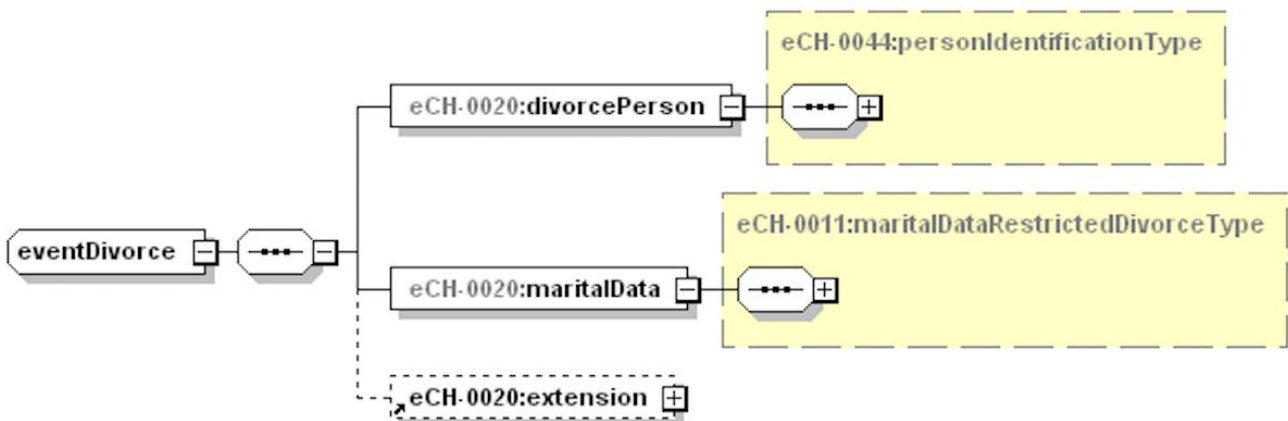 eCH-0044:personIdentificationType
eCH-0020:divorcePerson
eCH-0011:maritalDataRestrictedDivorceType
eventDivorce
eCH-0020:maritalData
eCH-0020:extension